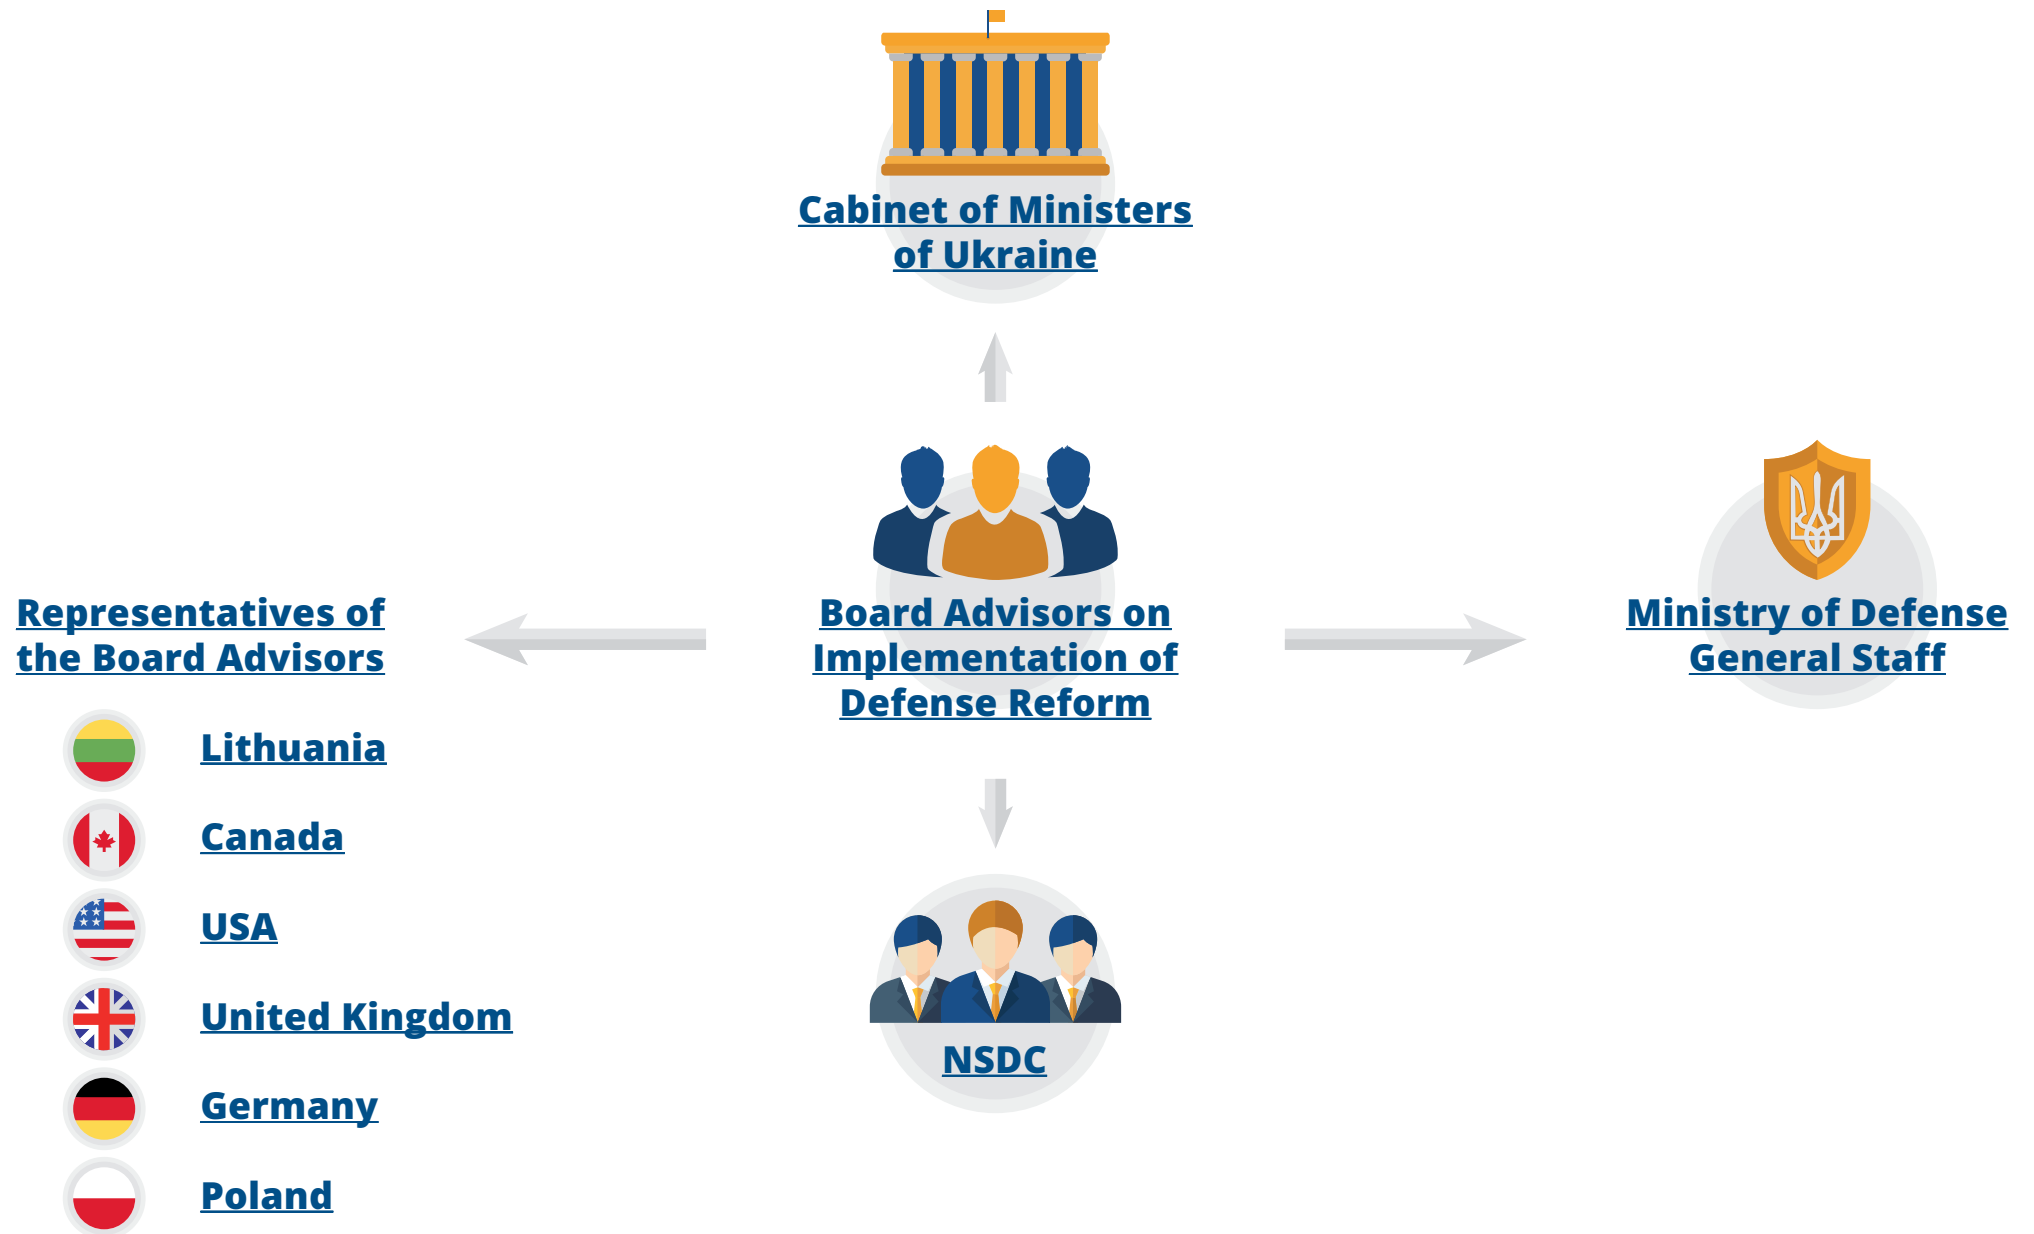 Cabinet of Ministers
of Ukraine
Representatives of
the Board Advisors
Board Advisors on
Implementation of
Defense Reform
Ministry of Defense
General Staff
Lithuania
Canada
USA
United Kingdom
Germany
Poland
NSDC